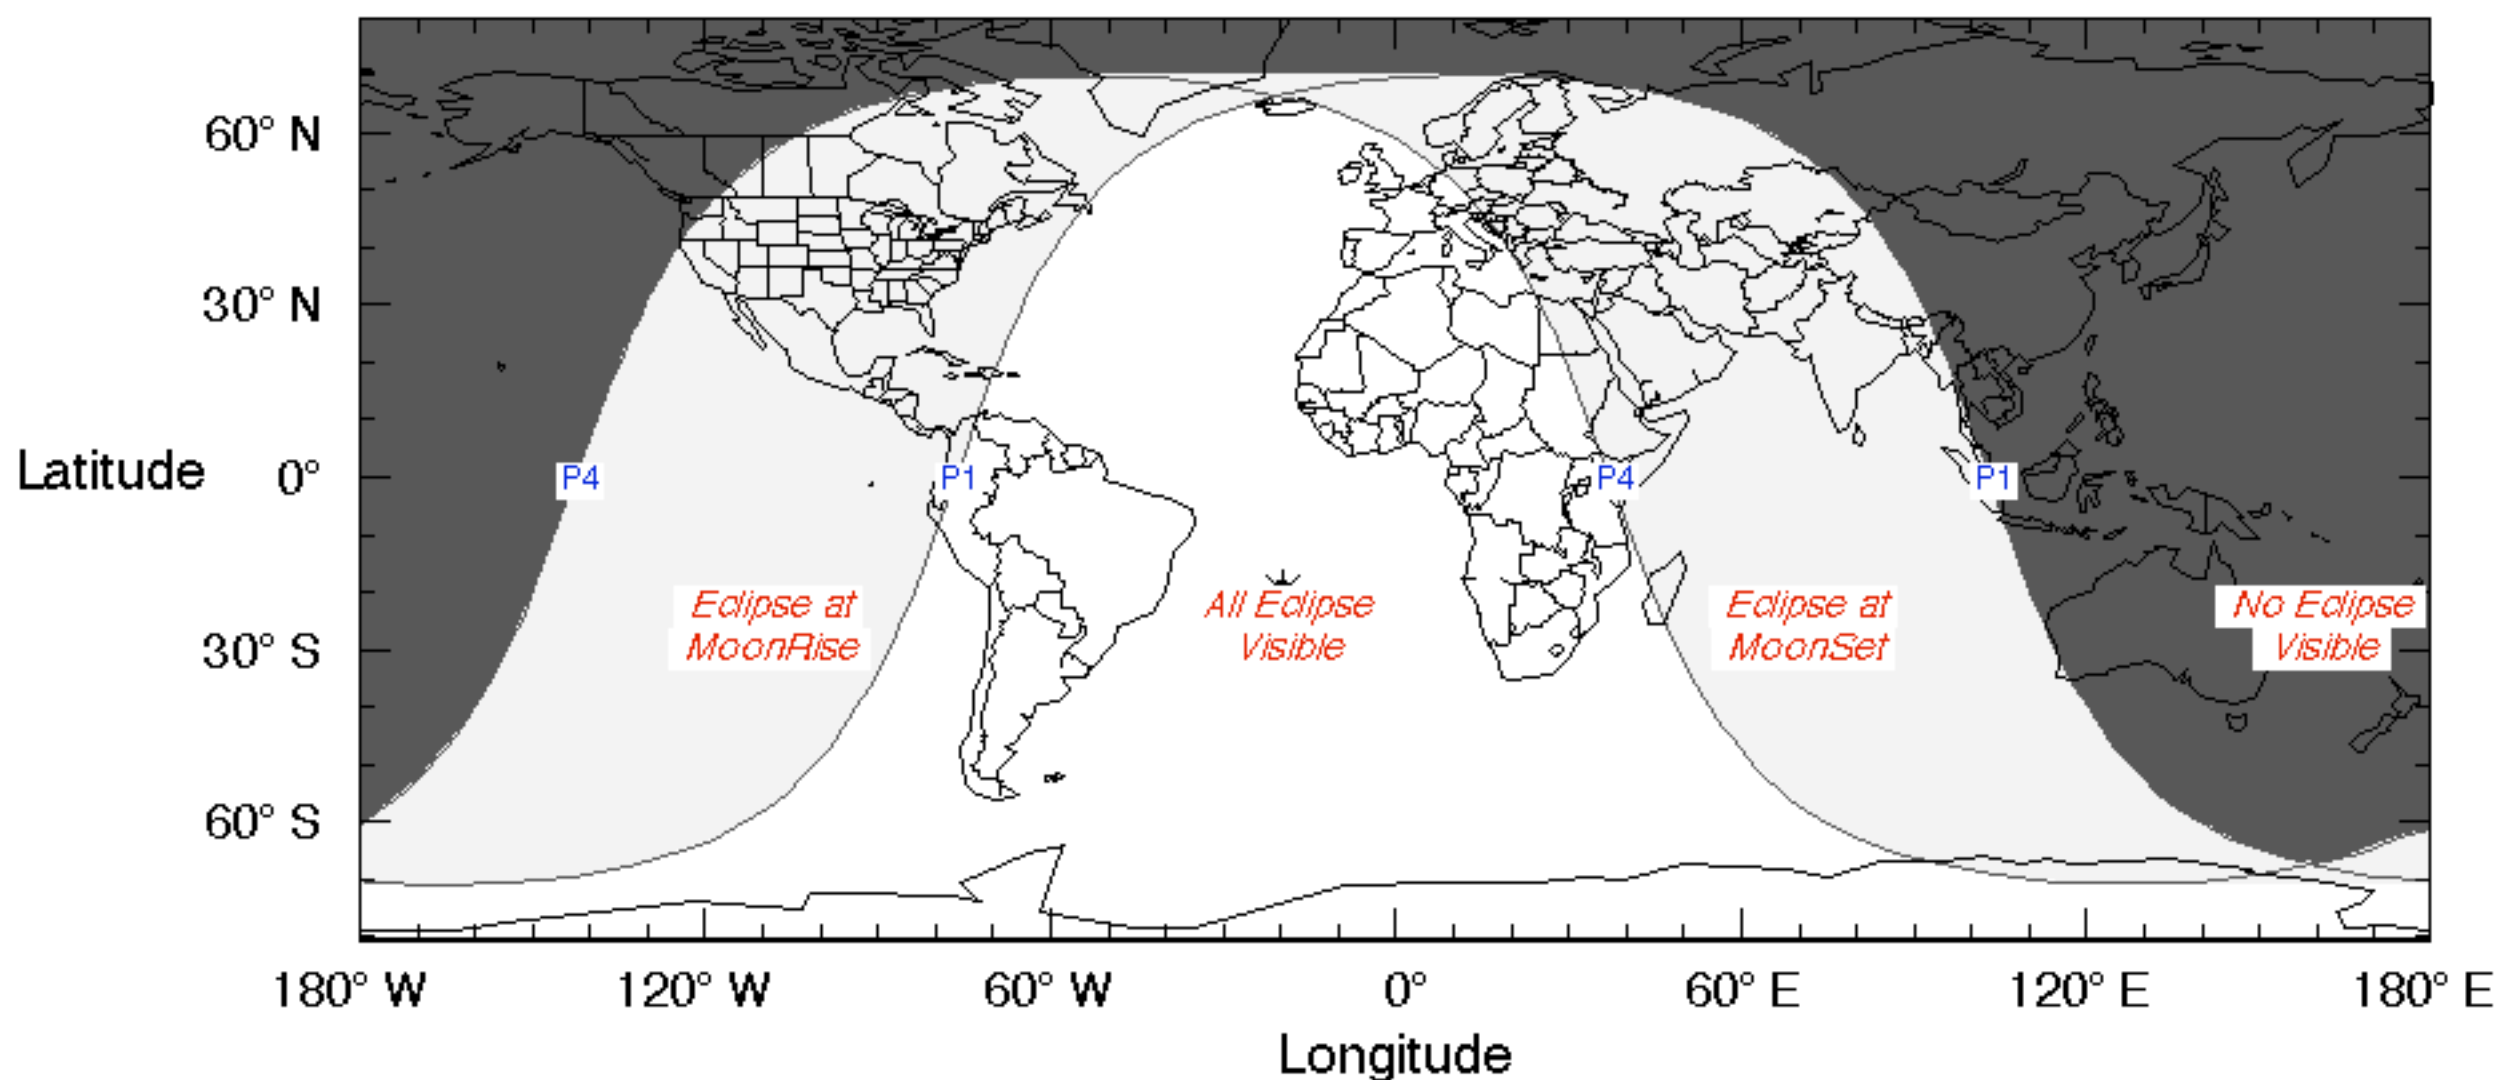 60° N
30° N
Latitude 0°
30° S
60° S
P4 P1 P4 P1
Eclipse at
MoonRise
All Eclipse
Visible
Eclipse at
MoonSet
No Eclipse
Visible
180° W 120° W 60° W 0° 60° E 120° E 180° E
Longitude